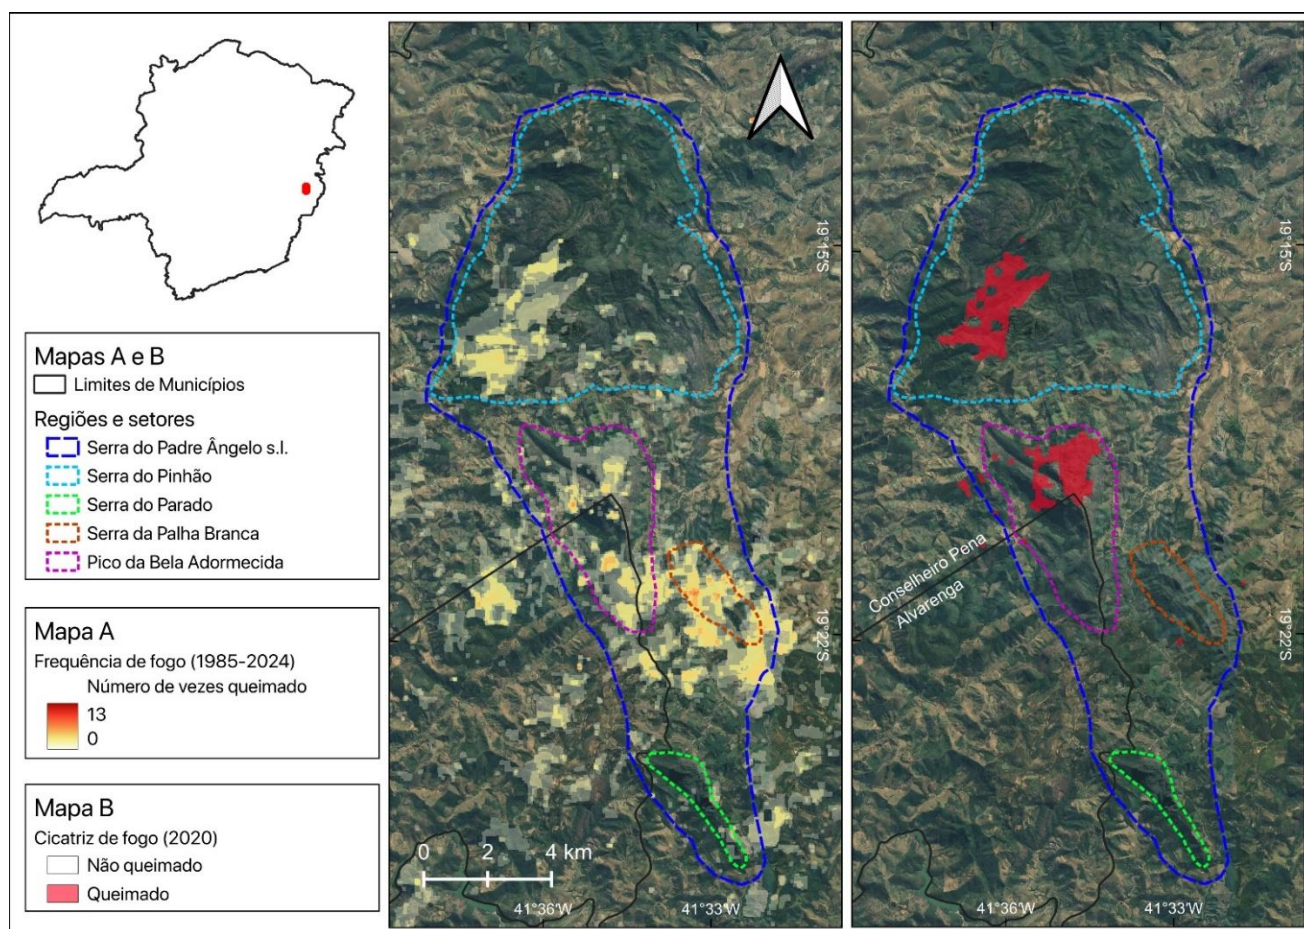 Mapas A e B
Limites de Municípios
Regiões e setores
Serra do Padre Ângelo s.l.
Serra do Pinhão
Serra do Parado
Serra da Palha Branca
Pico da Bela Adormecida
Mapa A
Frequência de fogo (1985-2024)
Número de vezes queimado
13
0
Mapa B
Cicatriz de fogo (2020)
Não queimado
Queimado
19°15'S
19°22'S
0 2 4 km
41°36'W 41°33'W
19°15'S
Conselheiro Pena
Alvarenga
19°22'S
41°36'W 41°33'W